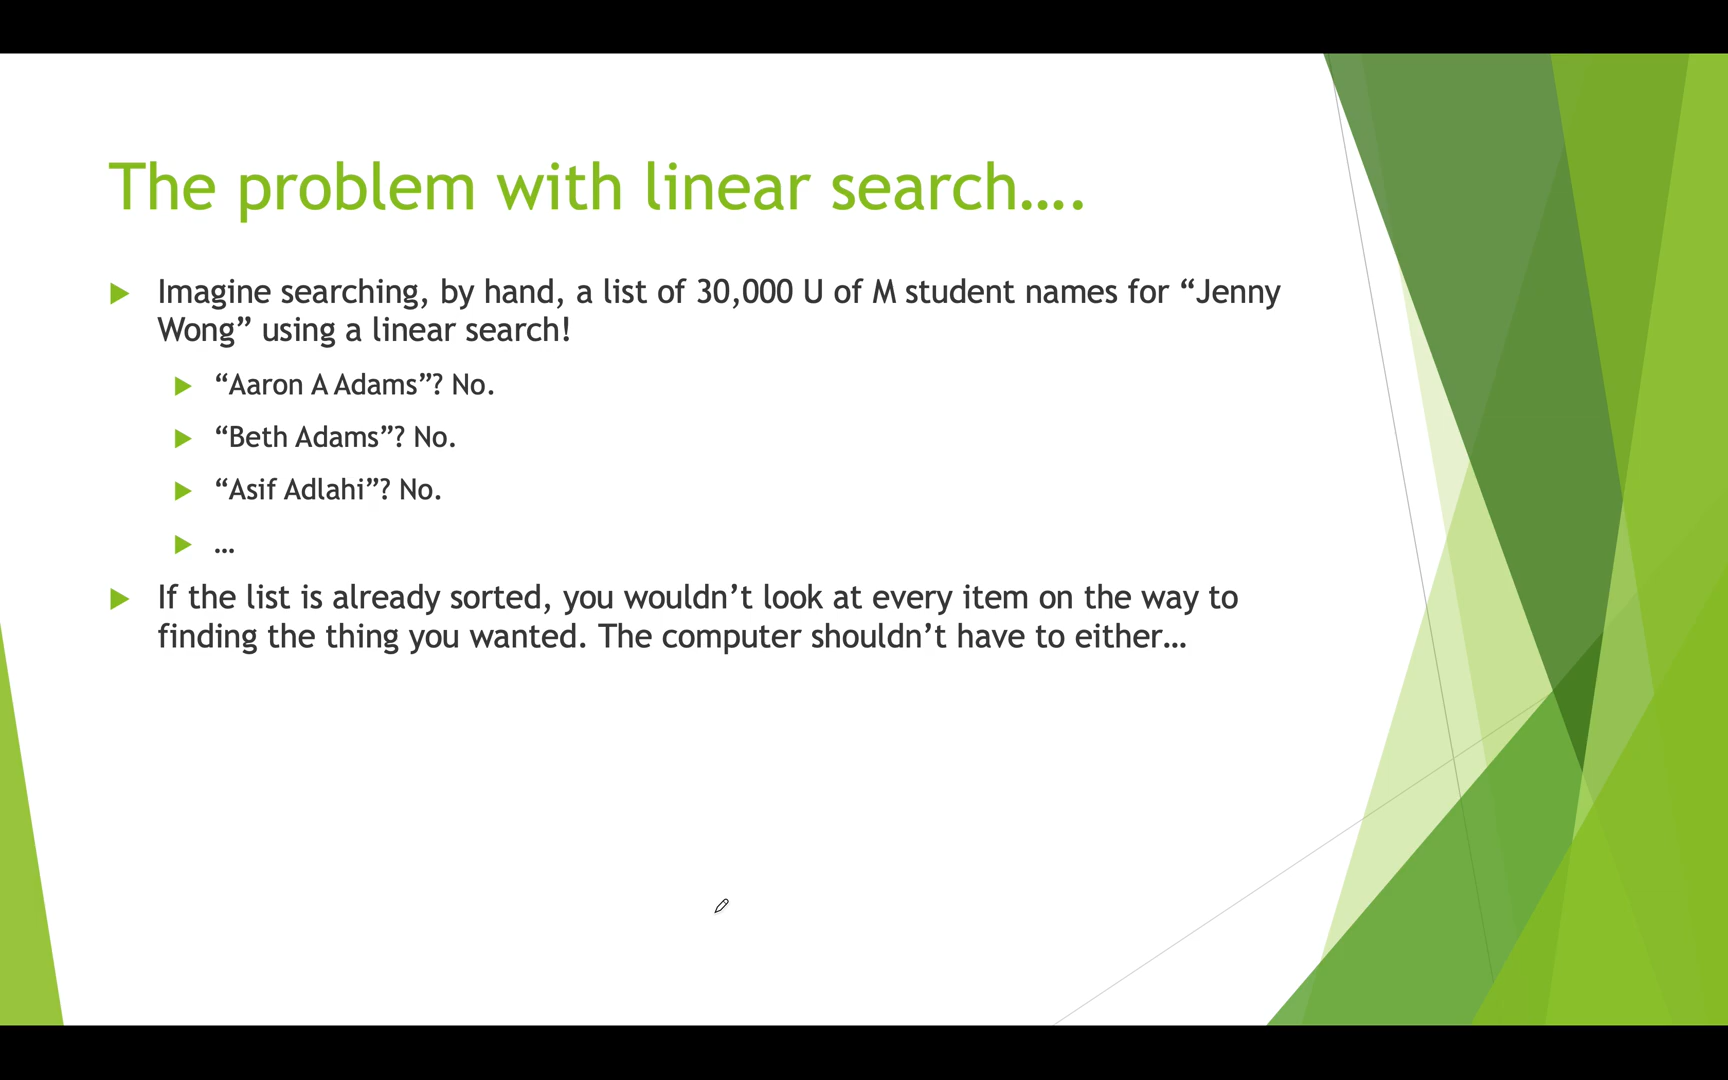 The problem with linear search….
Imagine searching, by hand, a list of 30,000 U of M student names for “Jenny
Wong” using a linear search!
“Aaron A Adams”? No.
“Beth Adams”? No.
“Asif Adlahi”? No.
…
If the list is already sorted, you wouldn’t look at every item on the way to
finding the thing you wanted. The computer shouldn’t have to either…